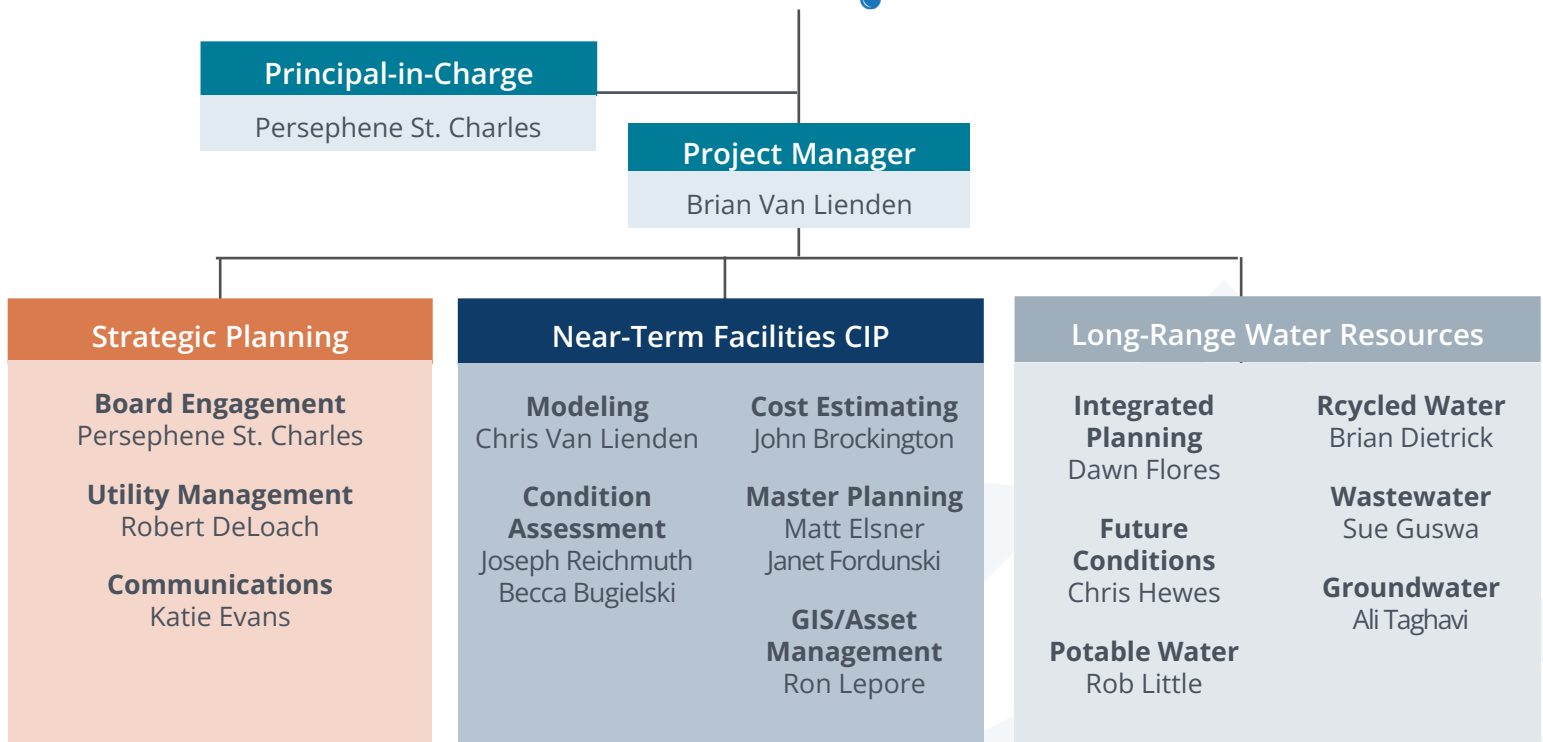 Principal-in-Charge
Persephene St. Charles
Project Manager
Brian Van Lienden
Strategic Planning
Board Engagement
Persephene St. Charles
Utility Management
Robert DeLoach
Communications
Katie Evans
Near-Term Facilities CIP
Modeling
Chris Van Lienden
Condition
Assessment
Joseph Reichmuth
Becca Bugielski
Cost Estimating
John Brockington
Master Planning
Matt Elsner
Janet Fordunski
GIS/Asset
Management
Ron Lepore
Long-Range Water Resources
Integrated
Planning
Dawn Flores
Future
Conditions
Chris Hewes
Potable Water
Rob Little
Rcycled Water
Brian Dietrick
Wastewater
Sue Guswa
Groundwater
Ali Taghavi